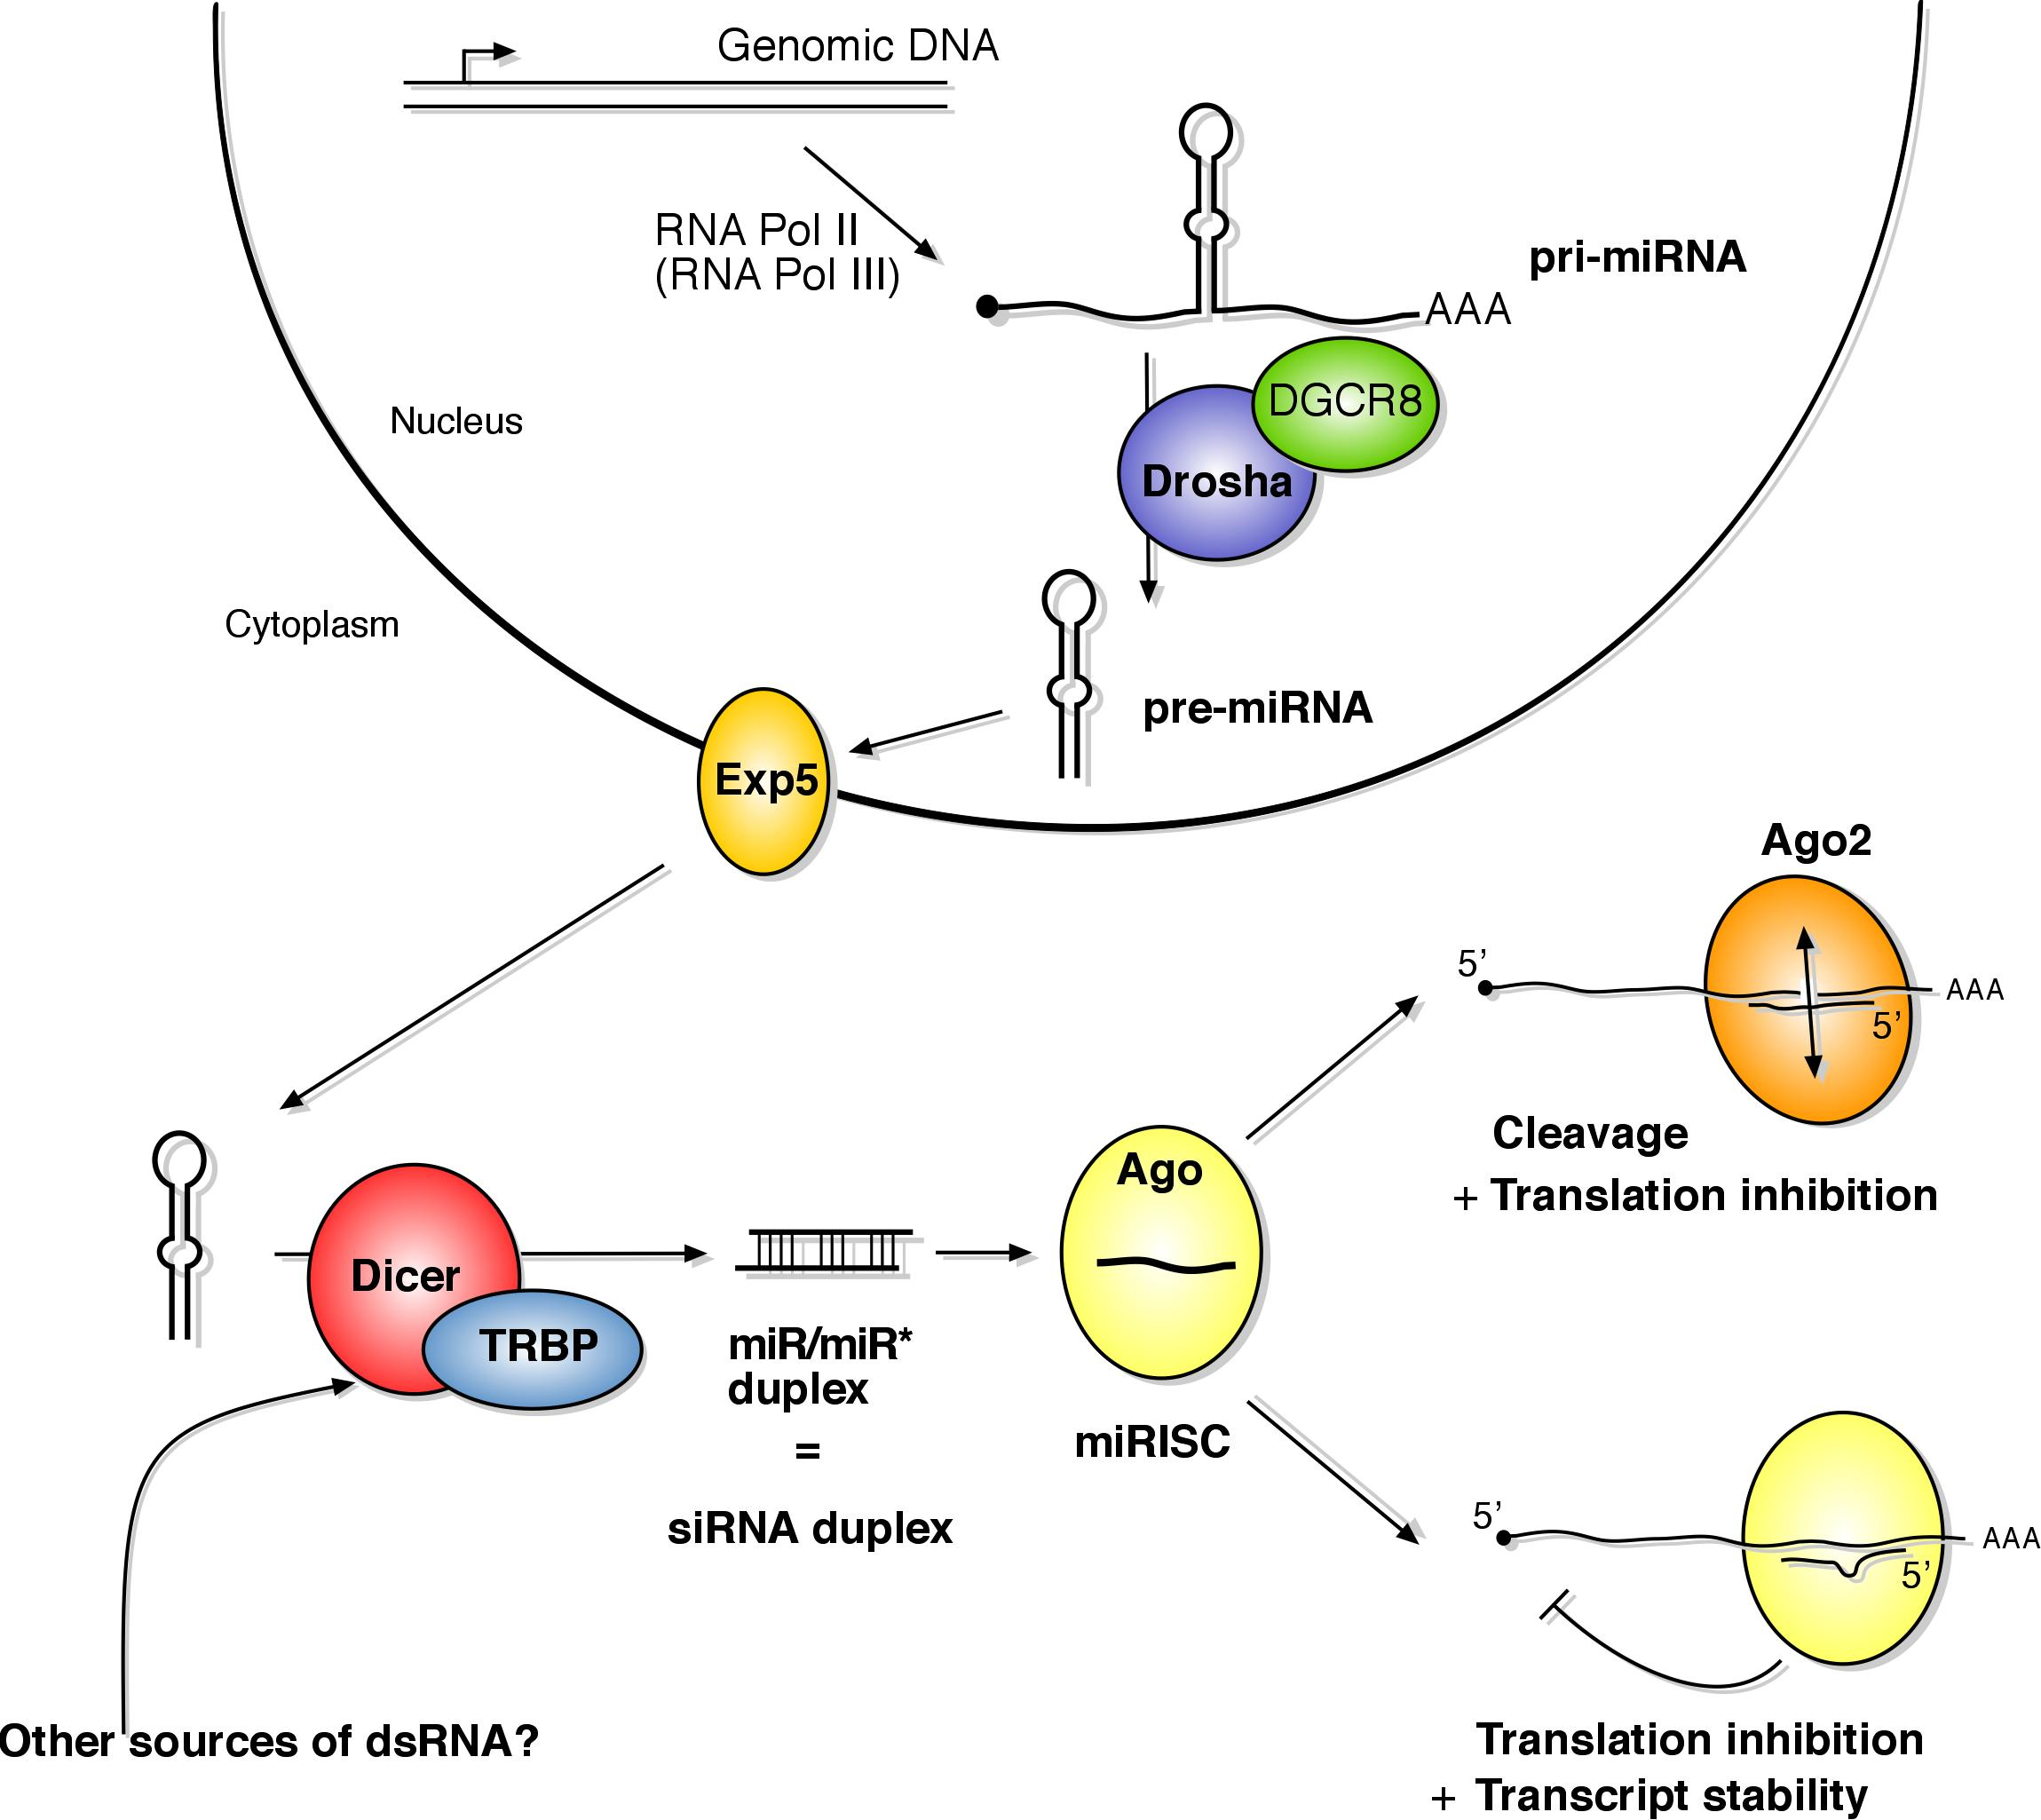 Genomic DNA
RNA Pol II
(RNA Pol III)
pri-miRNA
AAA
DGCR8
Drosha
Nucleus
Cytoplasm
pre-miRNA
Exp5
Ago2
5’
AAA
5’
Cleavage
+ Translation inhibition
Dicer
TRBP
miR/miR*
duplex
=
siRNA duplex
Ago
miRISC
5’
AAA
5’
Other sources of dsRNA?
Translation inhibition
+ Transcript stability